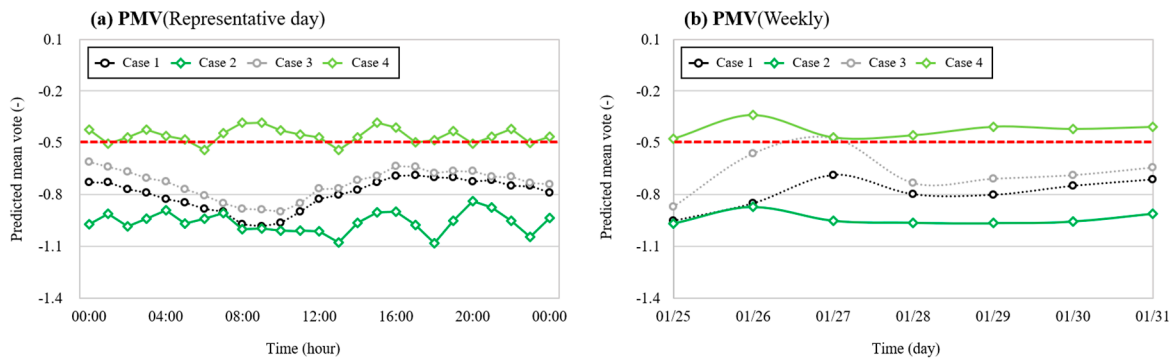 (a) PMV(Representative day)
Predicted mean vote (-)
0.1
-0.2
-0.5
-0.8
-1.1
-1.4
Case 1 Case 2 Case 3 Case 4
00:00 04:00 08:00 12:00 16:00 20:00 00:00
Time (hour)
(b) PMV(Weekly)
Predicted mean vote (-)
0.1
-0.2
-0.5
-0.8
-1.1
-1.4
Case 1 Case 2 Case 3 Case 4
01/25 01/26 01/27 01/28 01/29 01/30 01/31
Time (day)